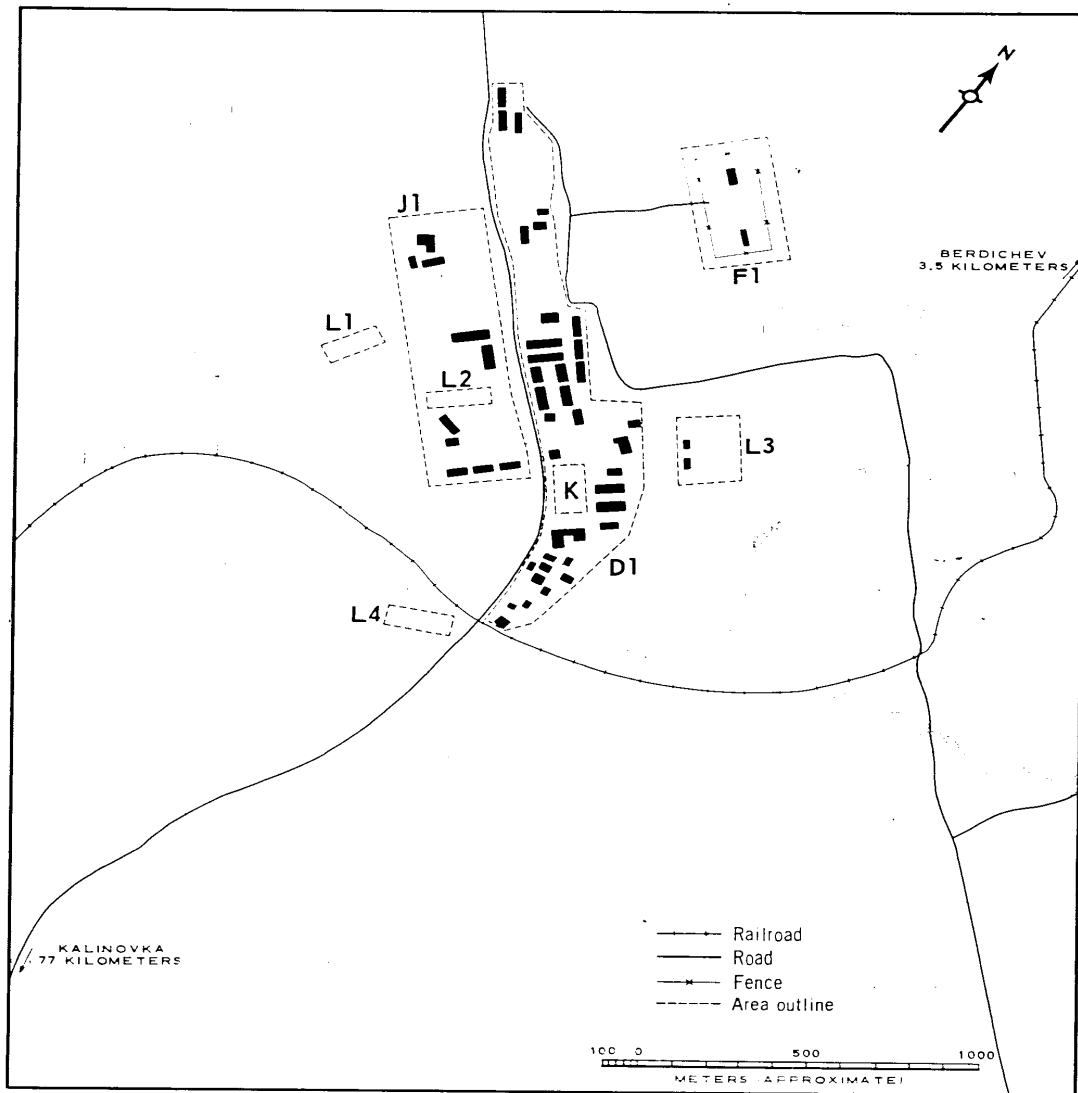 N
J1
F1
BERDICHEV
3.5 KILOMETERS
L1
L2
L3
K
D1
L4
KALINOVKA
77 KILOMETERS
Railroad
Road
Fence
Area outline
100 0 500 1000
METERS (APPROXIMATE)